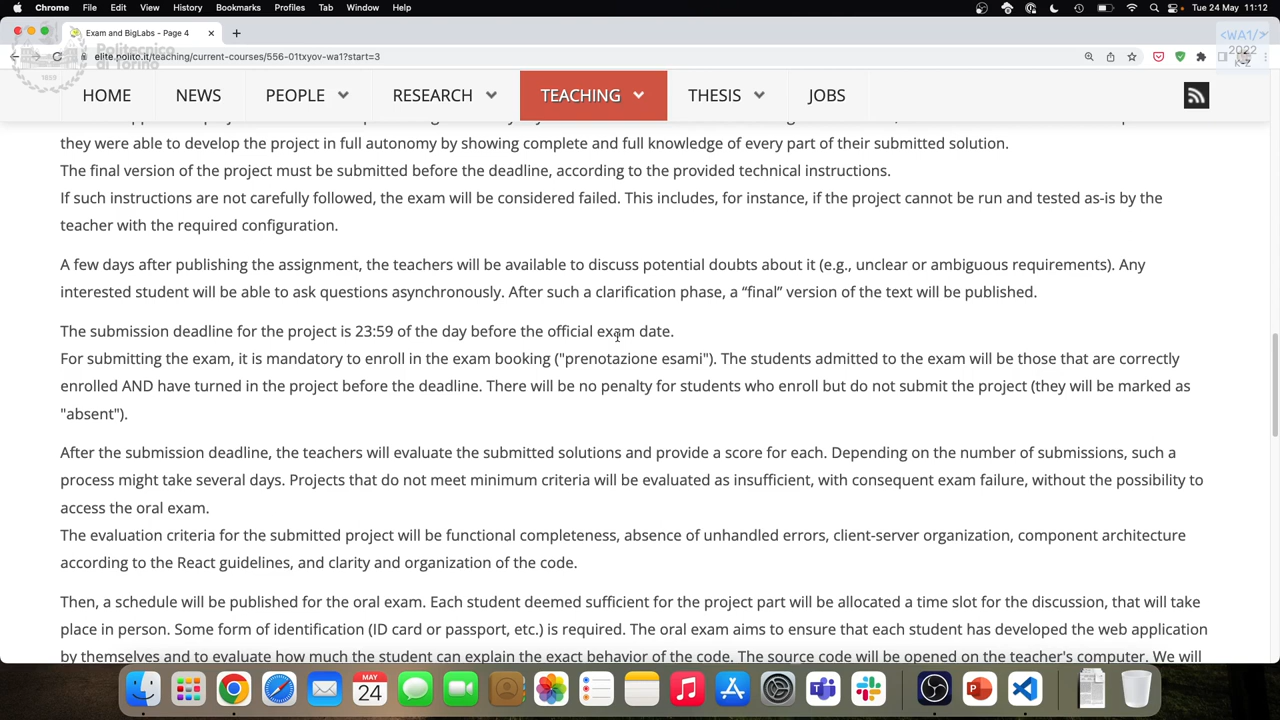 Chrome File Edit View History Bookmarks Profiles Tab Window Help Tue 24 May 11:12
Exam and BigLabs - Page 4
elite.polito.it/teaching/current-courses/556-01txyov-wa1?start=3
Politecnico
di Torino
1859
<WA1/>
2022
K-Z
HOME NEWS PEOPLE RESEARCH TEACHING THESIS JOBS
they were able to develop the project in full autonomy by showing complete and full knowledge of every part of their submitted solution.
The final version of the project must be submitted before the deadline, according to the provided technical instructions.
If such instructions are not carefully followed, the exam will be considered failed. This includes, for instance, if the project cannot be run and tested as-is by the
teacher with the required configuration.
A few days after publishing the assignment, the teachers will be available to discuss potential doubts about it (e.g., unclear or ambiguous requirements). Any
interested student will be able to ask questions asynchronously. After such a clarification phase, a “final” version of the text will be published.
The submission deadline for the project is 23:59 of the day before the official exam date.
For submitting the exam, it is mandatory to enroll in the exam booking ("prenotazione esami"). The students admitted to the exam will be those that are correctly
enrolled AND have turned in the project before the deadline. There will be no penalty for students who enroll but do not submit the project (they will be marked as
"absent").
After the submission deadline, the teachers will evaluate the submitted solutions and provide a score for each. Depending on the number of submissions, such a
process might take several days. Projects that do not meet minimum criteria will be evaluated as insufficient, with consequent exam failure, without the possibility to
access the oral exam.
The evaluation criteria for the submitted project will be functional completeness, absence of unhandled errors, client-server organization, component architecture
according to the React guidelines, and clarity and organization of the code.
Then, a schedule will be published for the oral exam. Each student deemed sufficient for the project part will be allocated a time slot for the discussion, that will take
place in person. Some form of identification (ID card or passport, etc.) is required. The oral exam aims to ensure that each student has developed the web application
by themselves and to evaluate how much the student can explain the exact behavior of the code. The source code will be opened on the teacher's computer. We will
MAY
24